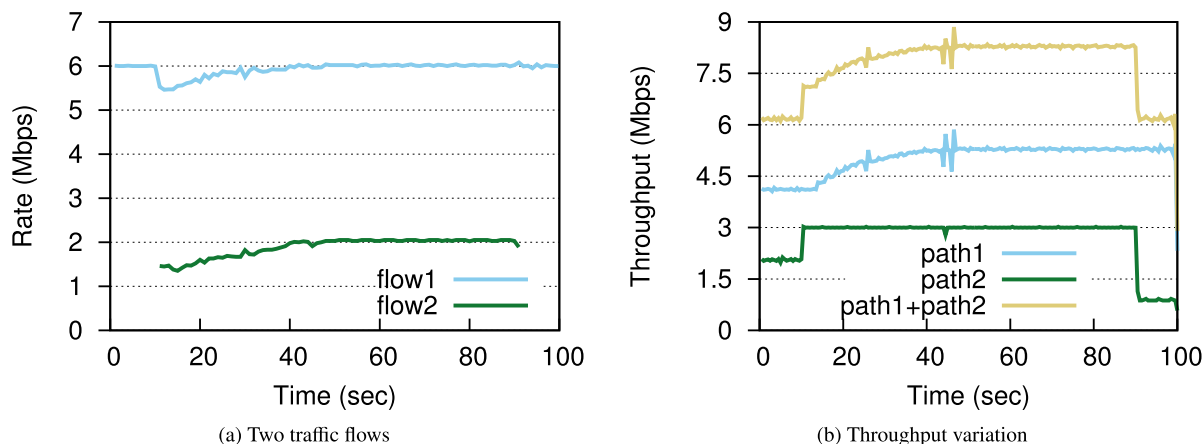 7
6
5
4
3
2
1
0
Rate (Mbps)
flow1
flow2
0 20 40 60 80 100
Time (sec)
(a) Two traffic flows
9
7.5
6
4.5
3
1.5
0
Throughput (Mbps)
path1
path2
path1+path2
0 20 40 60 80 100
Time (sec)
(b) Throughput variation